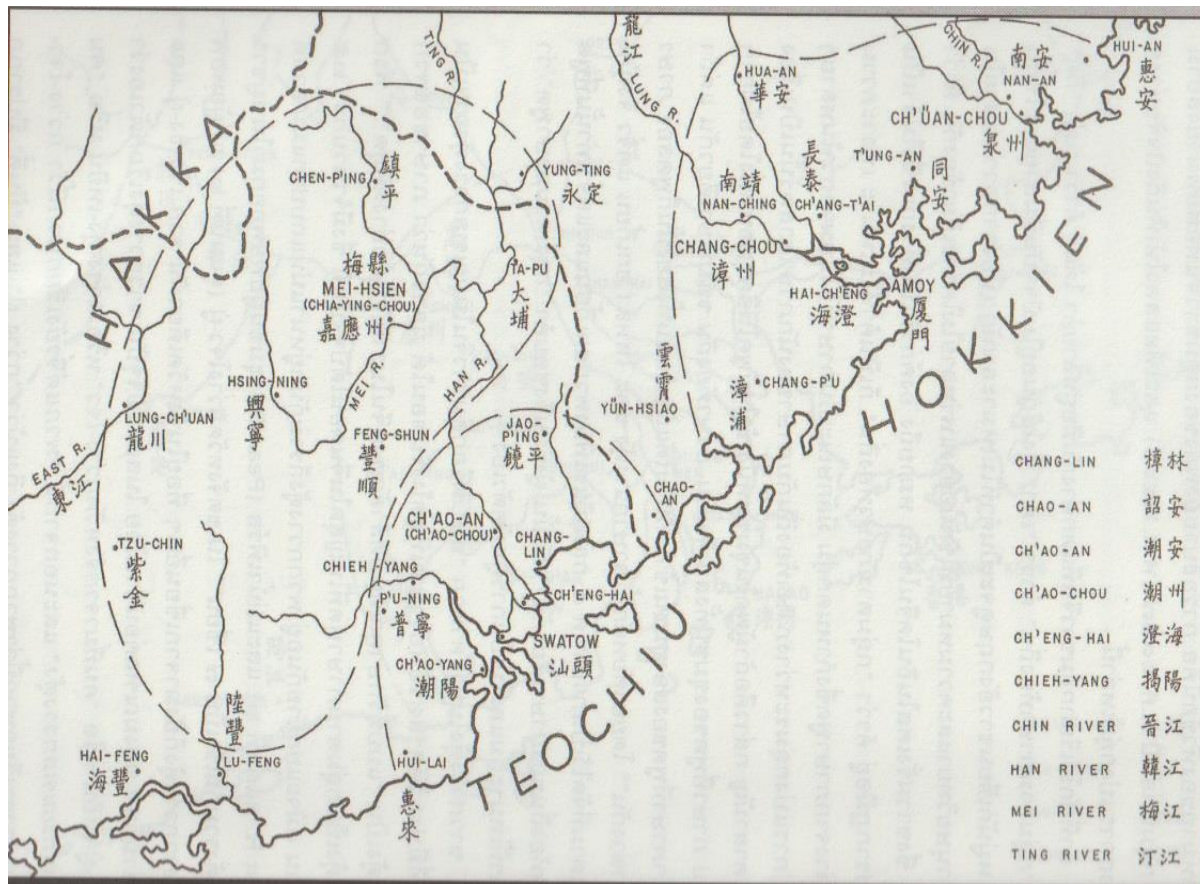 TING R.
龍江
LUNG R.
HUA-AN
華安
CHIN R.
南安
NAN-AN
HUI-AN
惠安
CH'ÜAN-CHOU
泉州
T'UNG-AN
同安
長泰
CH'ANG-T'AI
南靖
NAN-CHING
CHANG-CHOU
漳州
HAI-CH'ENG
海澄
AMOY
厦門
HAKKA
HOKKIEN
TEOCHIU
CHEN-P'ING
鎮平
YUNG-TING
永定
TA-PU
大埔
梅縣
MEI-HSIEN
(CHIA-YING-CHOU)
嘉應州
HSING-NING
興寧
MEI R.
HAN R.
LUNG-CH'UAN
龍川
EAST R.
東江
FENG-SHUN
豐順
JAO-
P'ING
饒平
雲霄
YÜN-HSIAO
CHANG-P'U
漳浦
CHAO-
AN
CH'AO-AN
(CH'AO-CHOU)
CHANG-
LIN
TZU-CHIN
紫金
CHIEH-YANG
P'U-NING
普寧
CH'ENG-HAI
SWATOW
汕頭
CH'AO-YANG
潮陽
陸豐
LU-FENG
HAI-FENG
海豐
HUI-LAI
惠來
CHANG-LIN 樟林
CHAO-AN 詔安
CH'AO-AN 潮安
CH'AO-CHOU 潮州
CH'ENG-HAI 澄海
CHIEH-YANG 揭陽
CHIN RIVER 晋江
HAN RIVER 韓江
MEI RIVER 梅江
TING RIVER 汀江